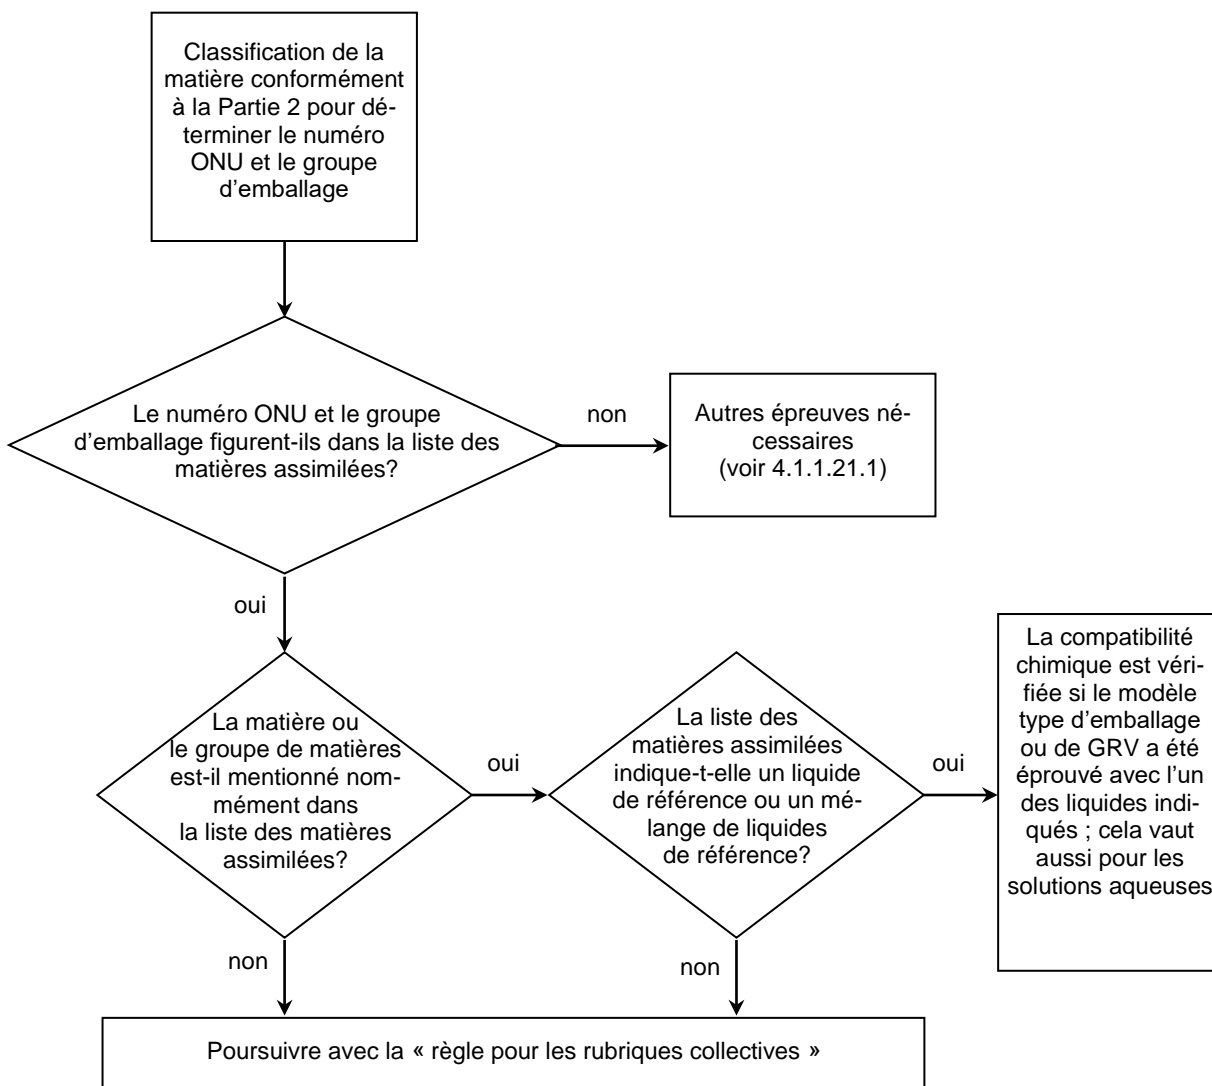 Classification de la
matière conformément
à la Partie 2 pour dé-
terminer le numéro
ONU et le groupe
d'emballage
Le numéro ONU et le groupe
d'emballage figurent-ils dans la liste des
matières assimilées?
non
Autres épreuves né-
cessaires
(voir 4.1.1.21.1)
oui
La matière ou
le groupe de matières
est-il mentionné nom-
mément dans
la liste des matières
assimilées?
oui
La liste des
matières assimilées
indique-t-elle un liquide
de référence ou un mé-
lange de liquides
de référence?
oui
La compatibilité
chimique est véri-
fiée si le modèle
type d'emballage
ou de GRV a été
éprouvé avec l'un
des liquides indi-
qués ; cela vaut
aussi pour les
solutions aqueuses
non
non
Poursuivre avec la « règle pour les rubriques collectives »